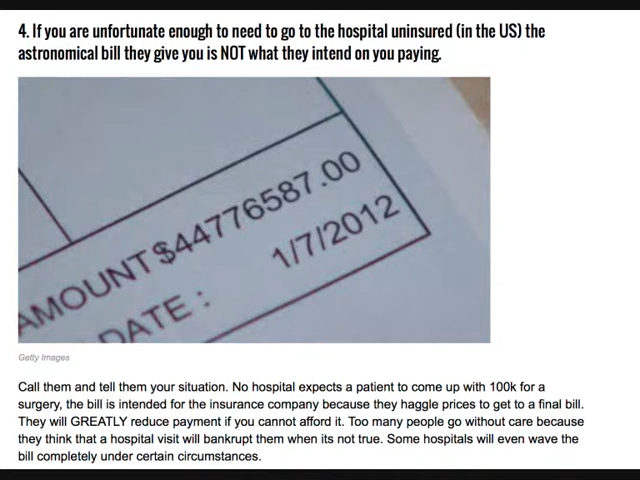 4. If you are unfortunate enough to need to go to the hospital uninsured (in the US) the
astronomical bill they give you is NOT what they intend on you paying.
AMOUNT $44776587.00
DATE : 1/7/2012
Getty Images
Call them and tell them your situation. No hospital expects a patient to come up with 100k for a
surgery, the bill is intended for the insurance company because they haggle prices to get to a final bill.
They will GREATLY reduce payment if you cannot afford it. Too many people go without care because
they think that a hospital visit will bankrupt them when its not true. Some hospitals will even wave the
bill completely under certain circumstances.